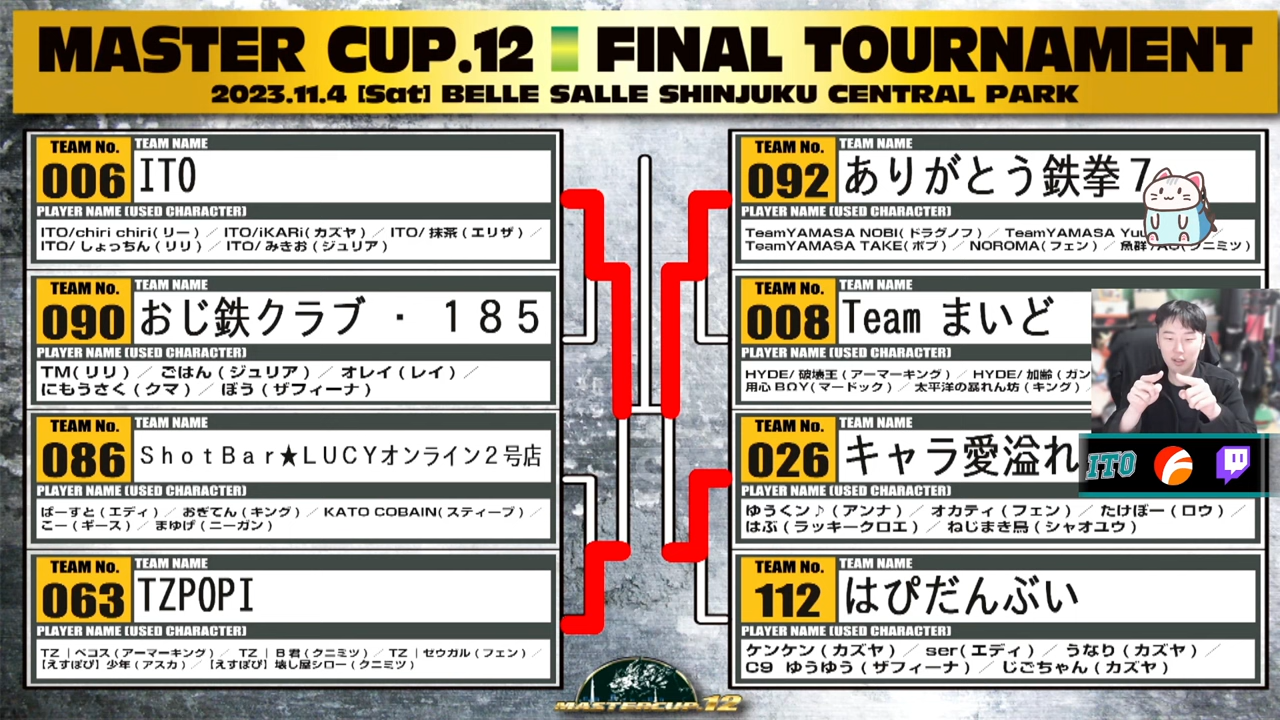 MASTER CUP.12 FINAL TOURNAMENT
2023.11.4 [Sat] BELLE SALLE SHINJUKU CENTRAL PARK
TEAM No.
006
TEAM NAME
ITO
PLAYER NAME (USED CHARACTER)
ITO/chiri chiri(リー) ／ ITO/iKARi(カズヤ) ／ ITO/抹茶(エリザ) ／
ITO/しょっちん(リリ) ／ ITO/みきお(ジュリア)
TEAM No.
090
TEAM NAME
おじ鉄クラブ ・ １８５
PLAYER NAME (USED CHARACTER)
TM(リリ) ／ ごはん(ジュリア) ／ オレイ(レイ) ／
にもうさく(クマ) ／ ぼう(ザフィーナ)
TEAM No.
086
TEAM NAME
ＳｈｏｔＢａｒ★ＬＵＣＹオンライン２号店
PLAYER NAME (USED CHARACTER)
ぱーすと(エディ) ／ おぎてん(キング) ／ KATO COBAIN(スティーブ) ／
こー(ギース) ／ まゆげ(ニーガン)
TEAM No.
063
TEAM NAME
TZPOPI
PLAYER NAME (USED CHARACTER)
TZ｜ペコス(アーマーキング) ／ TZ｜B君(クニミツ) ／ TZ｜ゼウガル(フェン) ／
[えすぽぴ]少年(アスカ) ／ [えすぽぴ]壊し屋シロー(クニミツ)
TEAM No.
092
TEAM NAME
ありがとう鉄拳７
PLAYER NAME (USED CHARACTER)
TeamYAMASA NOBI(ドラグノフ) ／ TeamYAMASA ／
TeamYAMASA TAKE(ボブ) ／ NOROMA(フェン) ／ 魚群 クニミツ)
TEAM No.
008
TEAM NAME
Team まいど
PLAYER NAME (USED CHARACTER)
HYDE/破壊王(アーマーキング) ／ HYDE/加齢(ガン
用心BΩY(マードック) ／ 太平洋の暴れん坊(キング)
TEAM No.
026
TEAM NAME
キャラ愛溢れ
PLAYER NAME (USED CHARACTER)
ゆうくン♪(アンナ) ／ オカティ(フェン) ／ たけぼー(ロウ) ／
はぶ(ラッキークロエ) ／ ねじまき鳥(シャオユウ)
TEAM No.
112
TEAM NAME
はぴだんぶい
PLAYER NAME (USED CHARACTER)
ケンケン(カズヤ) ／ ser(エディ) ／ うなり(カズヤ) ／
C9 ゆうゆう(ザフィーナ) ／ じごちゃん(カズヤ)
ITO
MASTERCUP.12